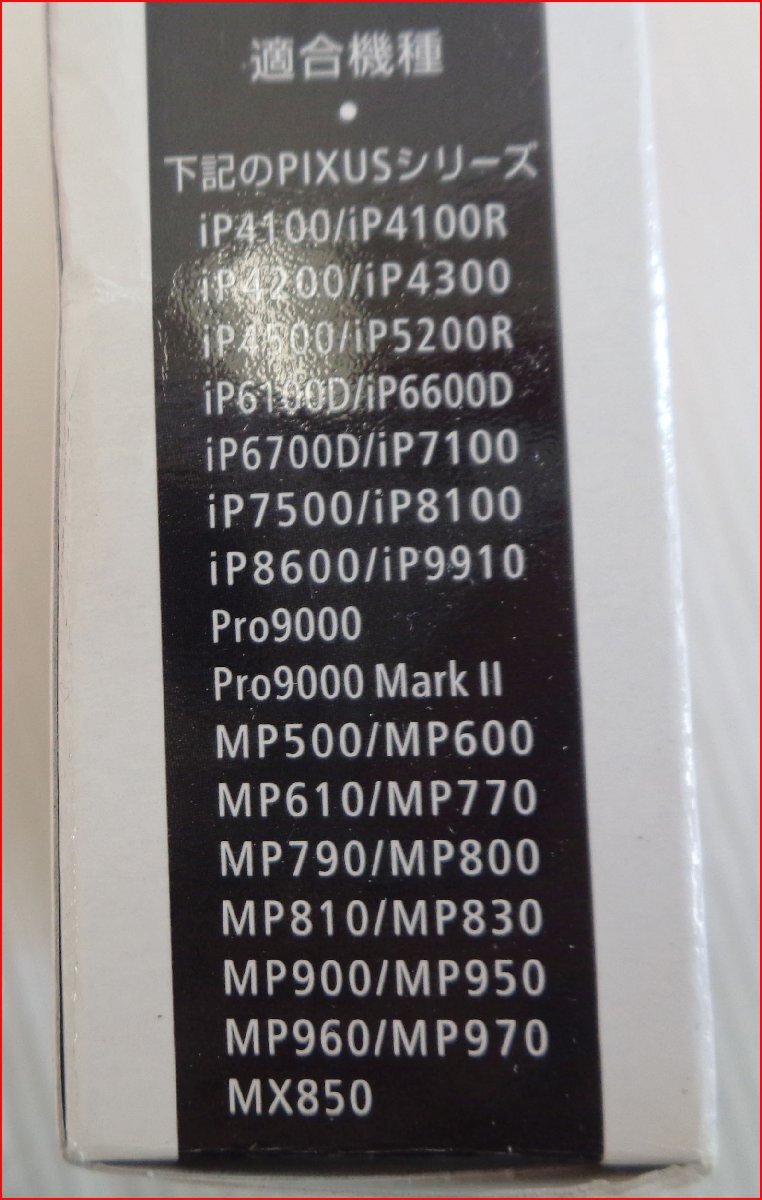 適合機種
●
下記のPIXUSシリーズ
iP4100/iP4100R
iP4200/iP4300
iP4500/iP5200R
iP6100D/iP6600D
iP6700D/iP7100
iP7500/iP8100
iP8600/iP9910
Pro9000
Pro9000 Mark II
MP500/MP600
MP610/MP770
MP790/MP800
MP810/MP830
MP900/MP950
MP960/MP970
MX850